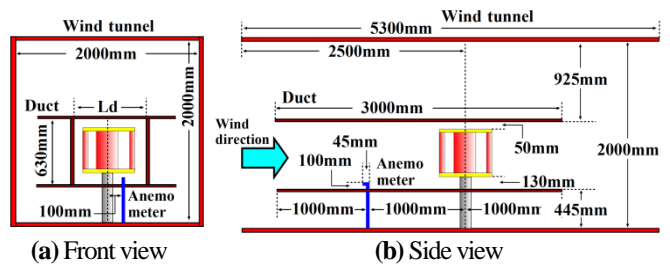 Wind tunnel
2000mm
Duct
Ld
630mm
2000mm
Anemo
meter
100mm
(a) Front view
Wind tunnel
5300mm
2500mm
925mm
Duct
3000mm
Wind
direction
45mm
100mm
Anemo
meter
50mm
130mm
2000mm
1000mm
1000mm
1000mm
445mm
(b) Side view